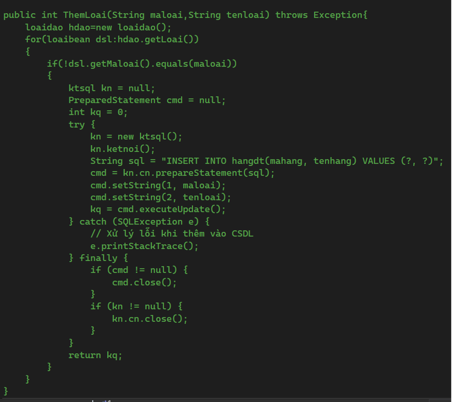 public int ThemLoai(String maloai,String tenloai) throws Exception{
    loaidao hdao=new loaidao();
    for(loaibean dsl:hdao.getLoai())
    {
        if(!dsl.getMaloai().equals(maloai))
        {
            ktsql kn = null;
            PreparedStatement cmd = null;
            int kq = 0;
            try {
                kn = new ktsql();
                kn.ketnoi();
                String sql = "INSERT INTO hangdt(mahang, tenhang) VALUES (?, ?)";
                cmd = kn.cn.prepareStatement(sql);
                cmd.setString(1, maloai);
                cmd.setString(2, tenloai);
                kq = cmd.executeUpdate();
            } catch (SQLException e) {
                // Xử lý lỗi khi thêm vào CSDL
                e.printStackTrace();
            } finally {
                if (cmd != null) {
                    cmd.close();
                }
                if (kn != null) {
                    kn.cn.close();
                }
            }
            return kq;
        }
    }
}